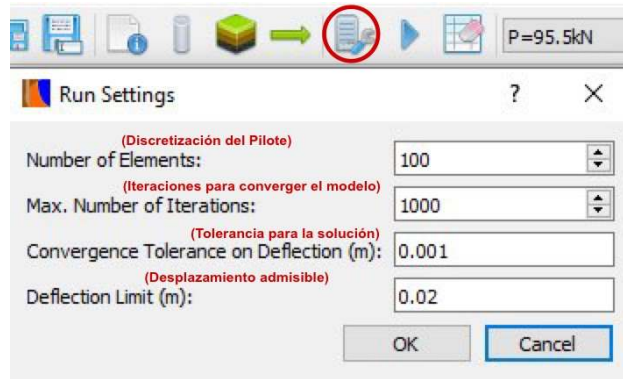 P=95.5kN
Run Settings
? X
(Discretización del Pilote)
Number of Elements: 100
(Iteraciones para converger el modelo)
Max. Number of Iterations: 1000
(Tolerancia para la solución)
Convergence Tolerance on Deflection (m): 0.001
(Desplazamiento admisible)
Deflection Limit (m): 0.02
OK Cancel